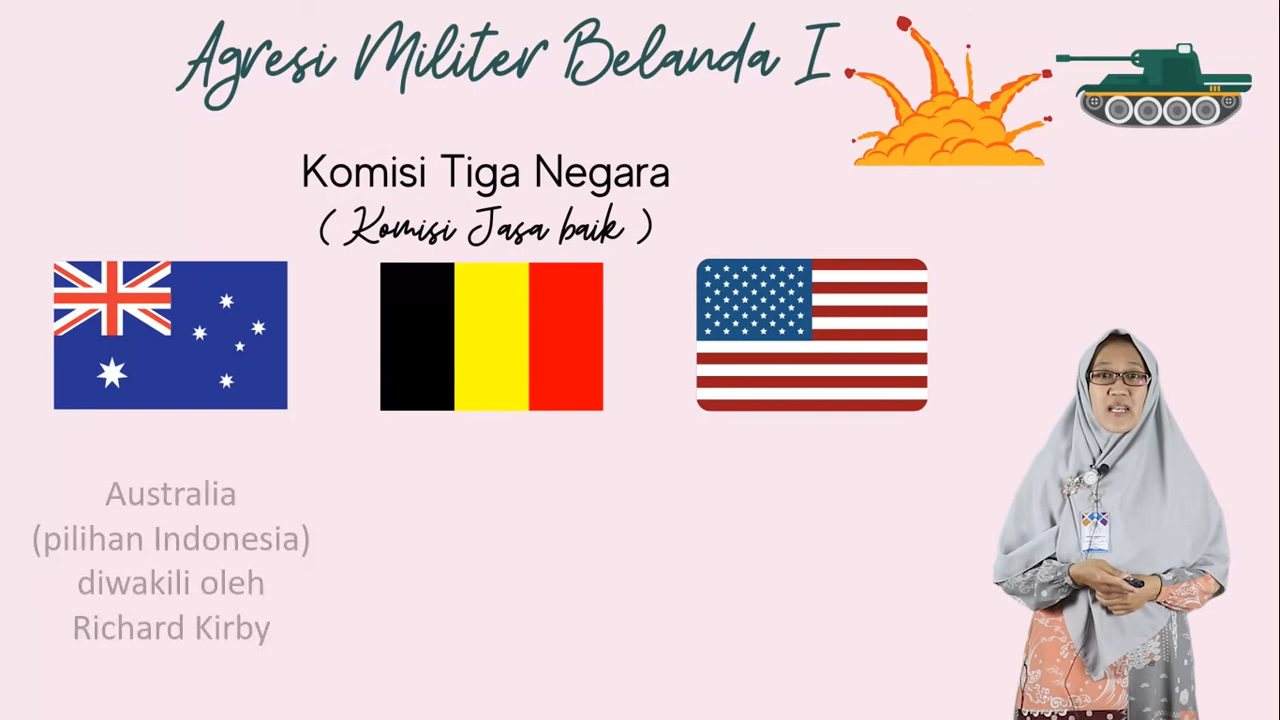 Agresi Militer Belanda I
Komisi Tiga Negara
( Komisi Jasa baik )
Australia
(pilihan Indonesia)
diwakili oleh
Richard Kirby